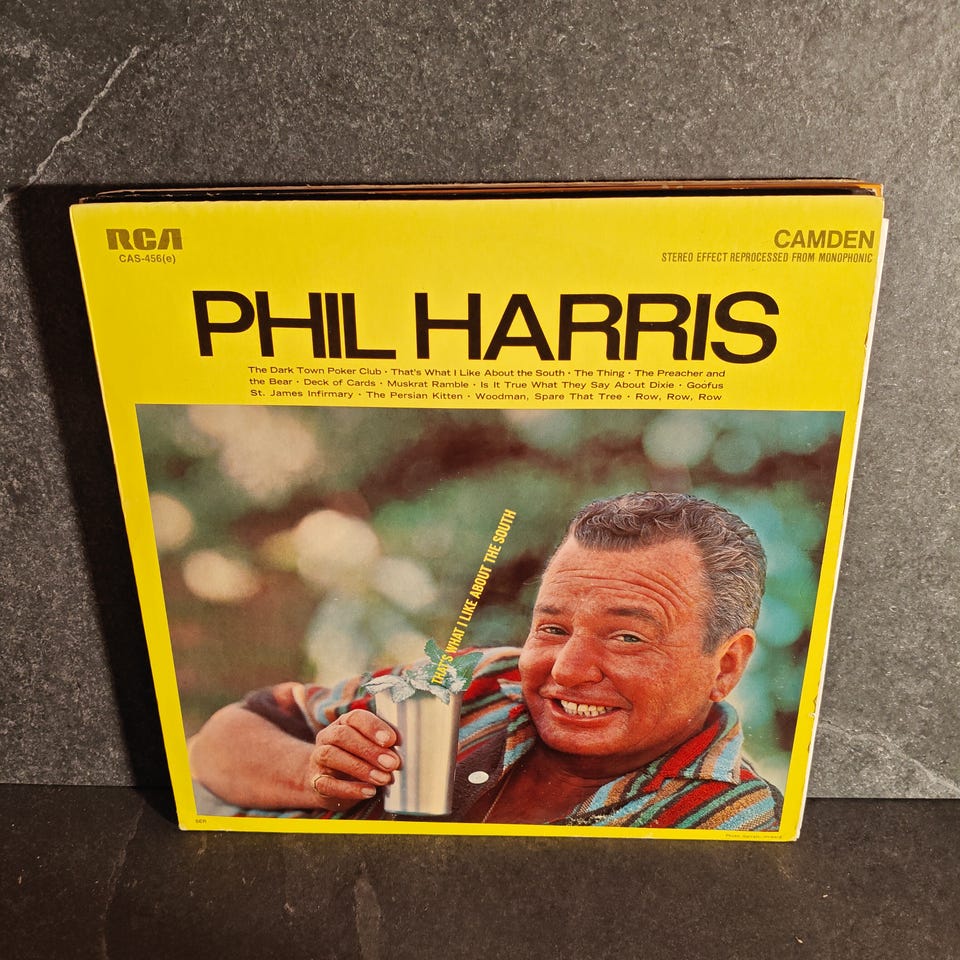 RCA
CAS-456(e)
CAMDEN
STEREO EFFECT REPROCESSED FROM MONOPHONIC
PHIL HARRIS
The Dark Town Poker Club · That's What I Like About the South · The Thing · The Preacher and
the Bear · Deck of Cards · Muskrat Ramble · Is It True What They Say About Dixie · Goofus
St. James Infirmary · The Persian Kitten · Woodman, Spare That Tree · Row, Row, Row
THAT'S WHAT I LIKE ABOUT THE SOUTH
SER